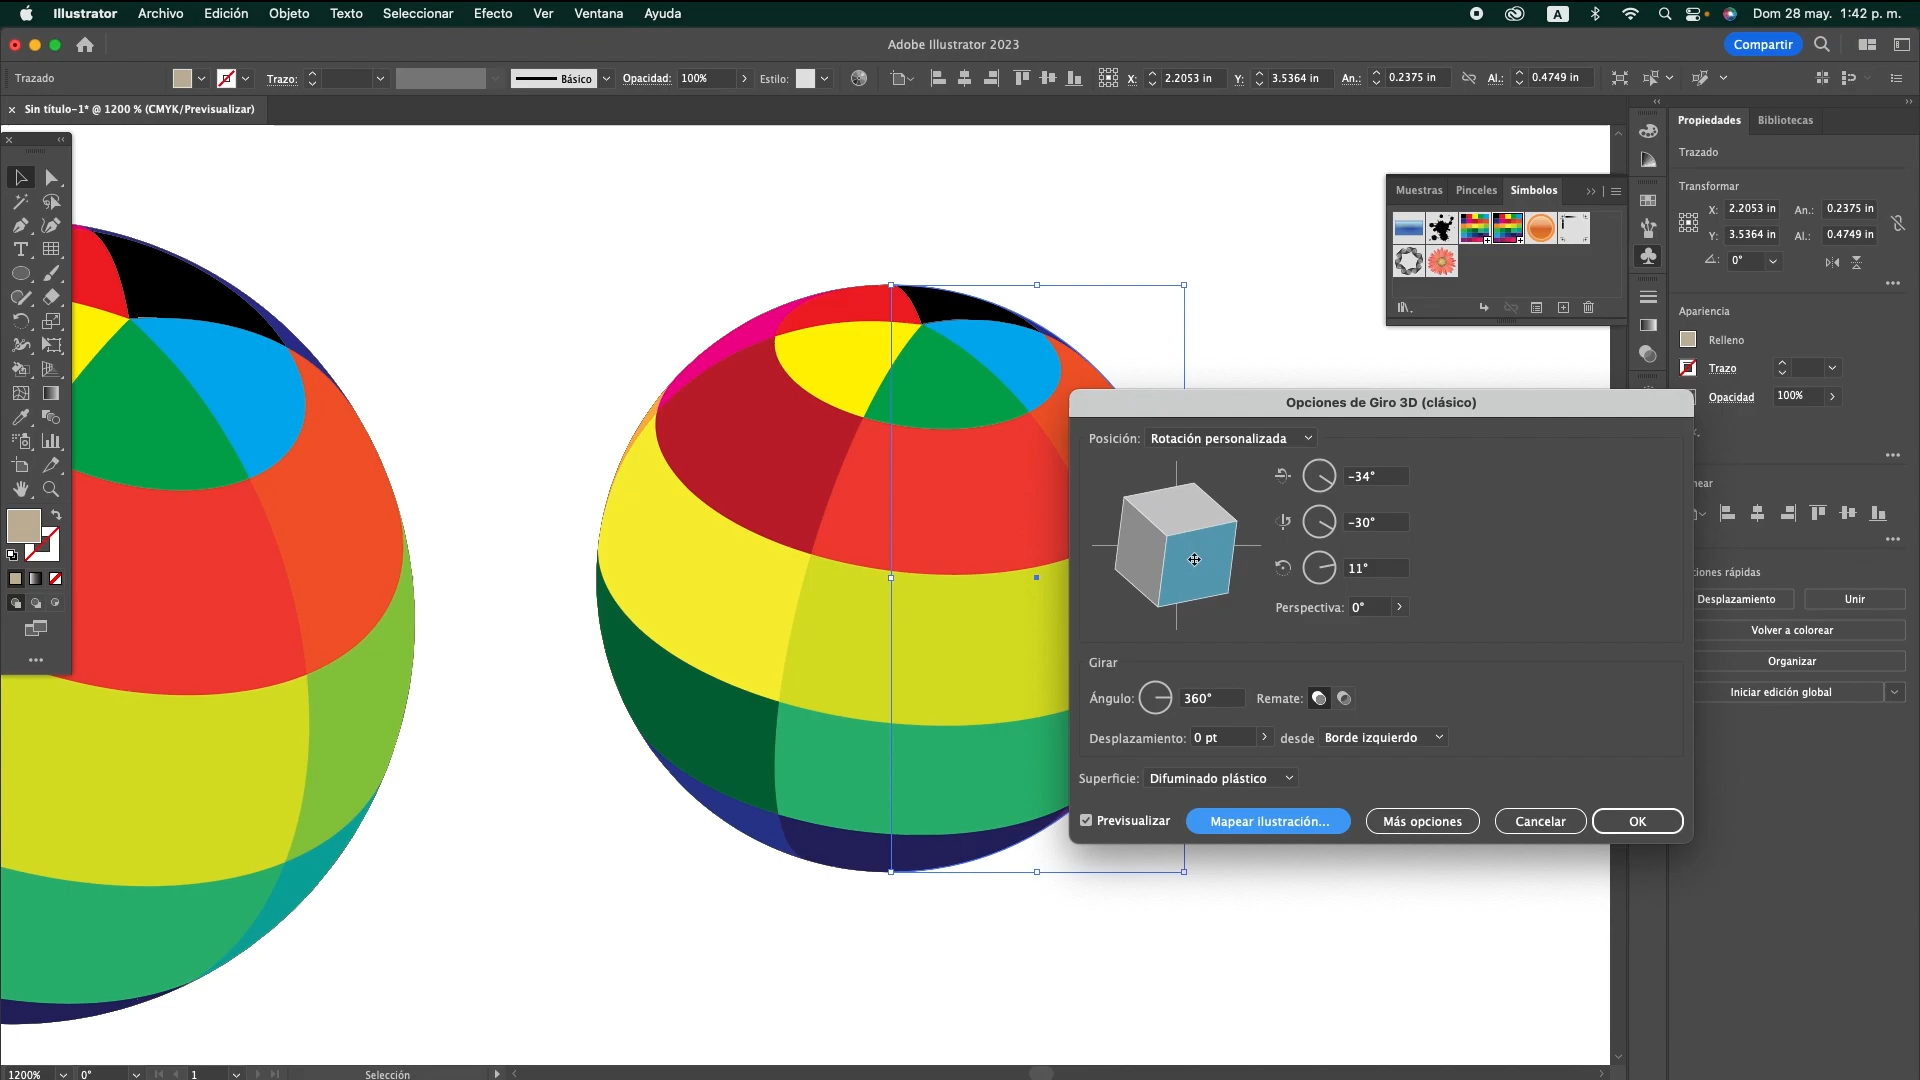 Illustrator Archivo Edición Objeto Texto Seleccionar Efecto Ver Ventana Ayuda A Dom 28 may. 1:42 p. m.
Adobe Illustrator 2023 Compartir
Trazado Trazo: Básico Opacidad: 100% Estilo: X: 2.2053 in Y: 3.5364 in An.: 0.2375 in Al.: 0.4749 in
Sin título-1* @ 1200 % (CMYK/Previsualizar)
Propiedades Bibliotecas
Trazado
Transformar
X: 2.2053 in An.: 0.2375 in
Y: 3.5364 in Al.: 0.4749 in
0°
Apariencia
Relleno
Trazo
Opacidad 100%
Desplazamiento Unir
Volver a colorear
Organizar
Iniciar edición global
Muestras Pinceles Símbolos
Opciones de Giro 3D (clásico)
Posición: Rotación personalizada
-34°
-30°
11°
Perspectiva: 0°
Girar
Ángulo: 360° Remate:
Desplazamiento: 0 pt desde Borde izquierdo
Superficie: Difuminado plástico
Previsualizar Mapear ilustración... Más opciones Cancelar OK
1200% 0° 1 Selección